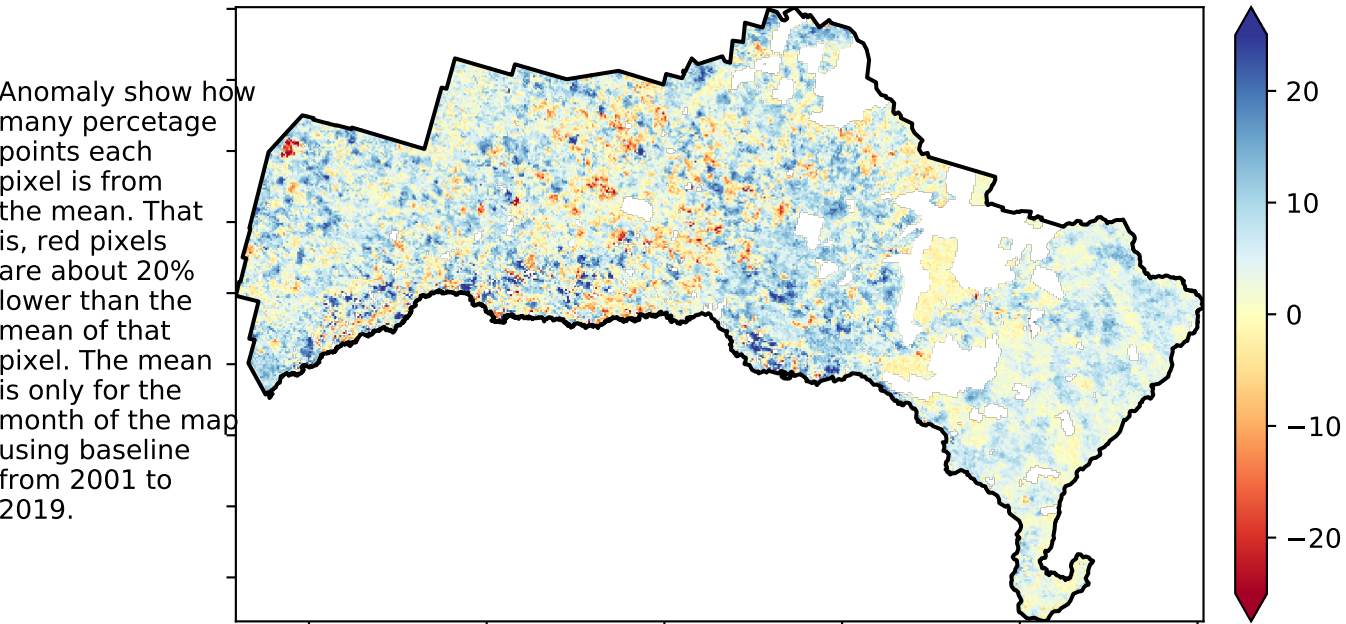 Anomaly show how
many percetage
points each
pixel is from
the mean. That
is, red pixels
are about 20%
lower than the
mean of that
pixel. The mean
is only for the
month of the map
using baseline
from 2001 to
2019.
20
10
0
−10
−20